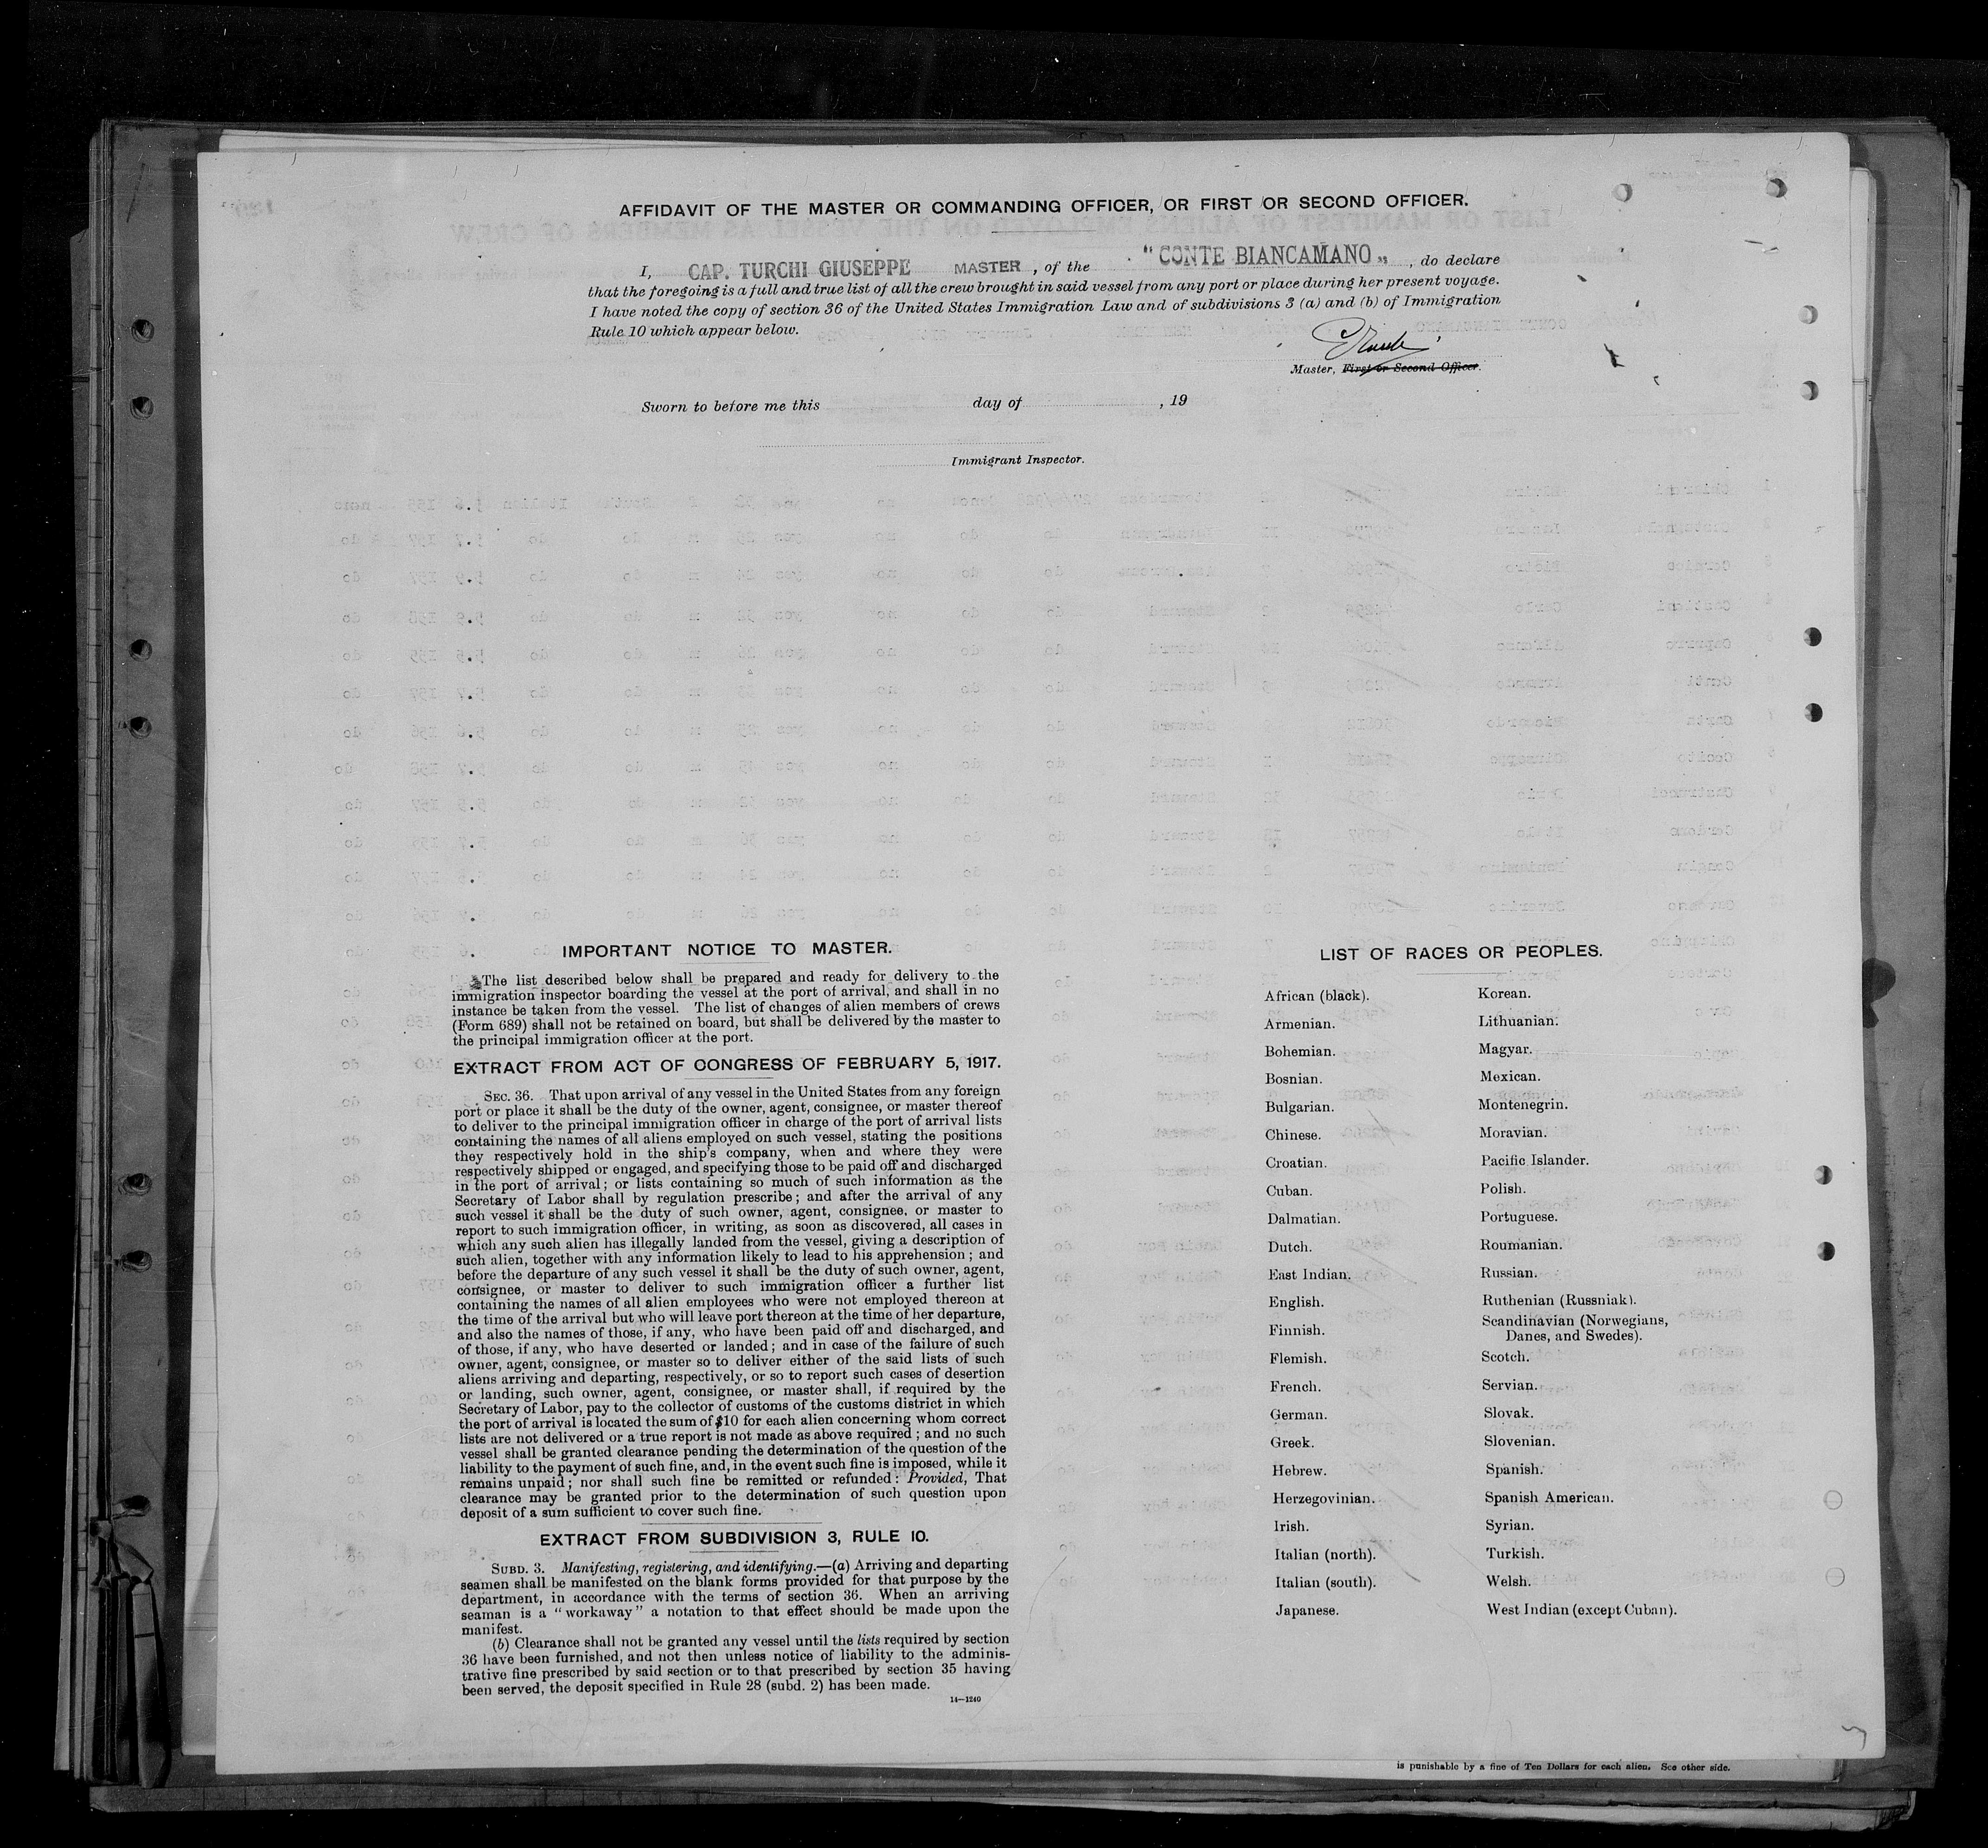 AFFIDAVIT OF THE MASTER OR COMMANDING OFFICER, OR FIRST OR SECOND OFFICER.
I, CAP. TURCHI GIUSEPPE MASTER, of the "CONTE BIANCAMANO", do declare
that the foregoing is a full and true list of all the crew brought in said vessel from any port or place during her present voyage.
I have noted the copy of section 36 of the United States Immigration Law and of subdivisions 3 (a) and (b) of Immigration
Rule 10 which appear below.
Master, First or Second Officer.
Sworn to before me this day of , 19
Immigrant Inspector.
IMPORTANT NOTICE TO MASTER.
The list described below shall be prepared and ready for delivery to the
immigration inspector boarding the vessel at the port of arrival, and shall in no
instance be taken from the vessel. The list of changes of alien members of crews
(Form 689) shall not be retained on board, but shall be delivered by the master to
the principal immigration officer at the port.
EXTRACT FROM ACT OF CONGRESS OF FEBRUARY 5, 1917.
SEC. 36. That upon arrival of any vessel in the United States from any foreign
port or place it shall be the duty of the owner, agent, consignee, or master thereof
to deliver to the principal immigration officer in charge of the port of arrival lists
containing the names of all aliens employed on such vessel, stating the positions
they respectively hold in the ship's company, when and where they were
respectively shipped or engaged, and specifying those to be paid off and discharged
in the port of arrival; or lists containing so much of such information as the
Secretary of Labor shall by regulation prescribe; and after the arrival of any
such vessel it shall be the duty of such owner, agent, consignee, or master to
report to such immigration officer, in writing, as soon as discovered, all cases in
which any such alien has illegally landed from the vessel, giving a description of
such alien, together with any information likely to lead to his apprehension; and
before the departure of any such vessel it shall be the duty of such owner, agent,
consignee, or master to deliver to such immigration officer a further list
containing the names of all alien employees who were not employed thereon at
the time of the arrival but who will leave port thereon at the time of her departure,
and also the names of those, if any, who have been paid off and discharged, and
of those, if any, who have deserted or landed; and in case of the failure of such
owner, agent, consignee, or master so to deliver either of the said lists of such
aliens arriving and departing, respectively, or so to report such cases of desertion
or landing, such owner, agent, consignee, or master shall, if required by the
Secretary of Labor, pay to the collector of customs of the customs district in which
the port of arrival is located the sum of $10 for each alien concerning whom correct
lists are not delivered or a true report is not made as above required; and no such
vessel shall be granted clearance pending the determination of the question of the
liability to the payment of such fine, and, in the event such fine is imposed, while it
remains unpaid; nor shall such fine be remitted or refunded: Provided, That
clearance may be granted prior to the determination of such question upon
deposit of a sum sufficient to cover such fine.
EXTRACT FROM SUBDIVISION 3, RULE 10.
SUBD. 3. Manifesting, registering, and identifying.—(a) Arriving and departing
seamen shall be manifested on the blank forms provided for that purpose by the
department, in accordance with the terms of section 36. When an arriving
seaman is a "workaway" a notation to that effect should be made upon the
manifest.
(b) Clearance shall not be granted any vessel until the lists required by section
36 have been furnished, and not then unless notice of liability to the adminis-
trative fine prescribed by said section or to that prescribed by section 35 having
been served, the deposit specified in Rule 28 (subd. 2) has been made.
14—1240
LIST OF RACES OR PEOPLES.
African (black).
Armenian.
Bohemian.
Bosnian.
Bulgarian.
Chinese.
Croatian.
Cuban.
Dalmatian.
Dutch.
East Indian.
English.
Finnish.
Flemish.
French.
German.
Greek.
Hebrew.
Herzegovinian.
Irish.
Italian (north).
Italian (south).
Japanese.
Korean.
Lithuanian.
Magyar.
Mexican.
Montenegrin.
Moravian.
Pacific Islander.
Polish.
Portuguese.
Roumanian.
Russian.
Ruthenian (Russniak).
Scandinavian (Norwegians,
Danes, and Swedes).
Scotch.
Servian.
Slovak.
Slovenian.
Spanish.
Spanish American.
Syrian.
Turkish.
Welsh.
West Indian (except Cuban).
is punishable by a fine of Ten Dollars for each alien. See other side.